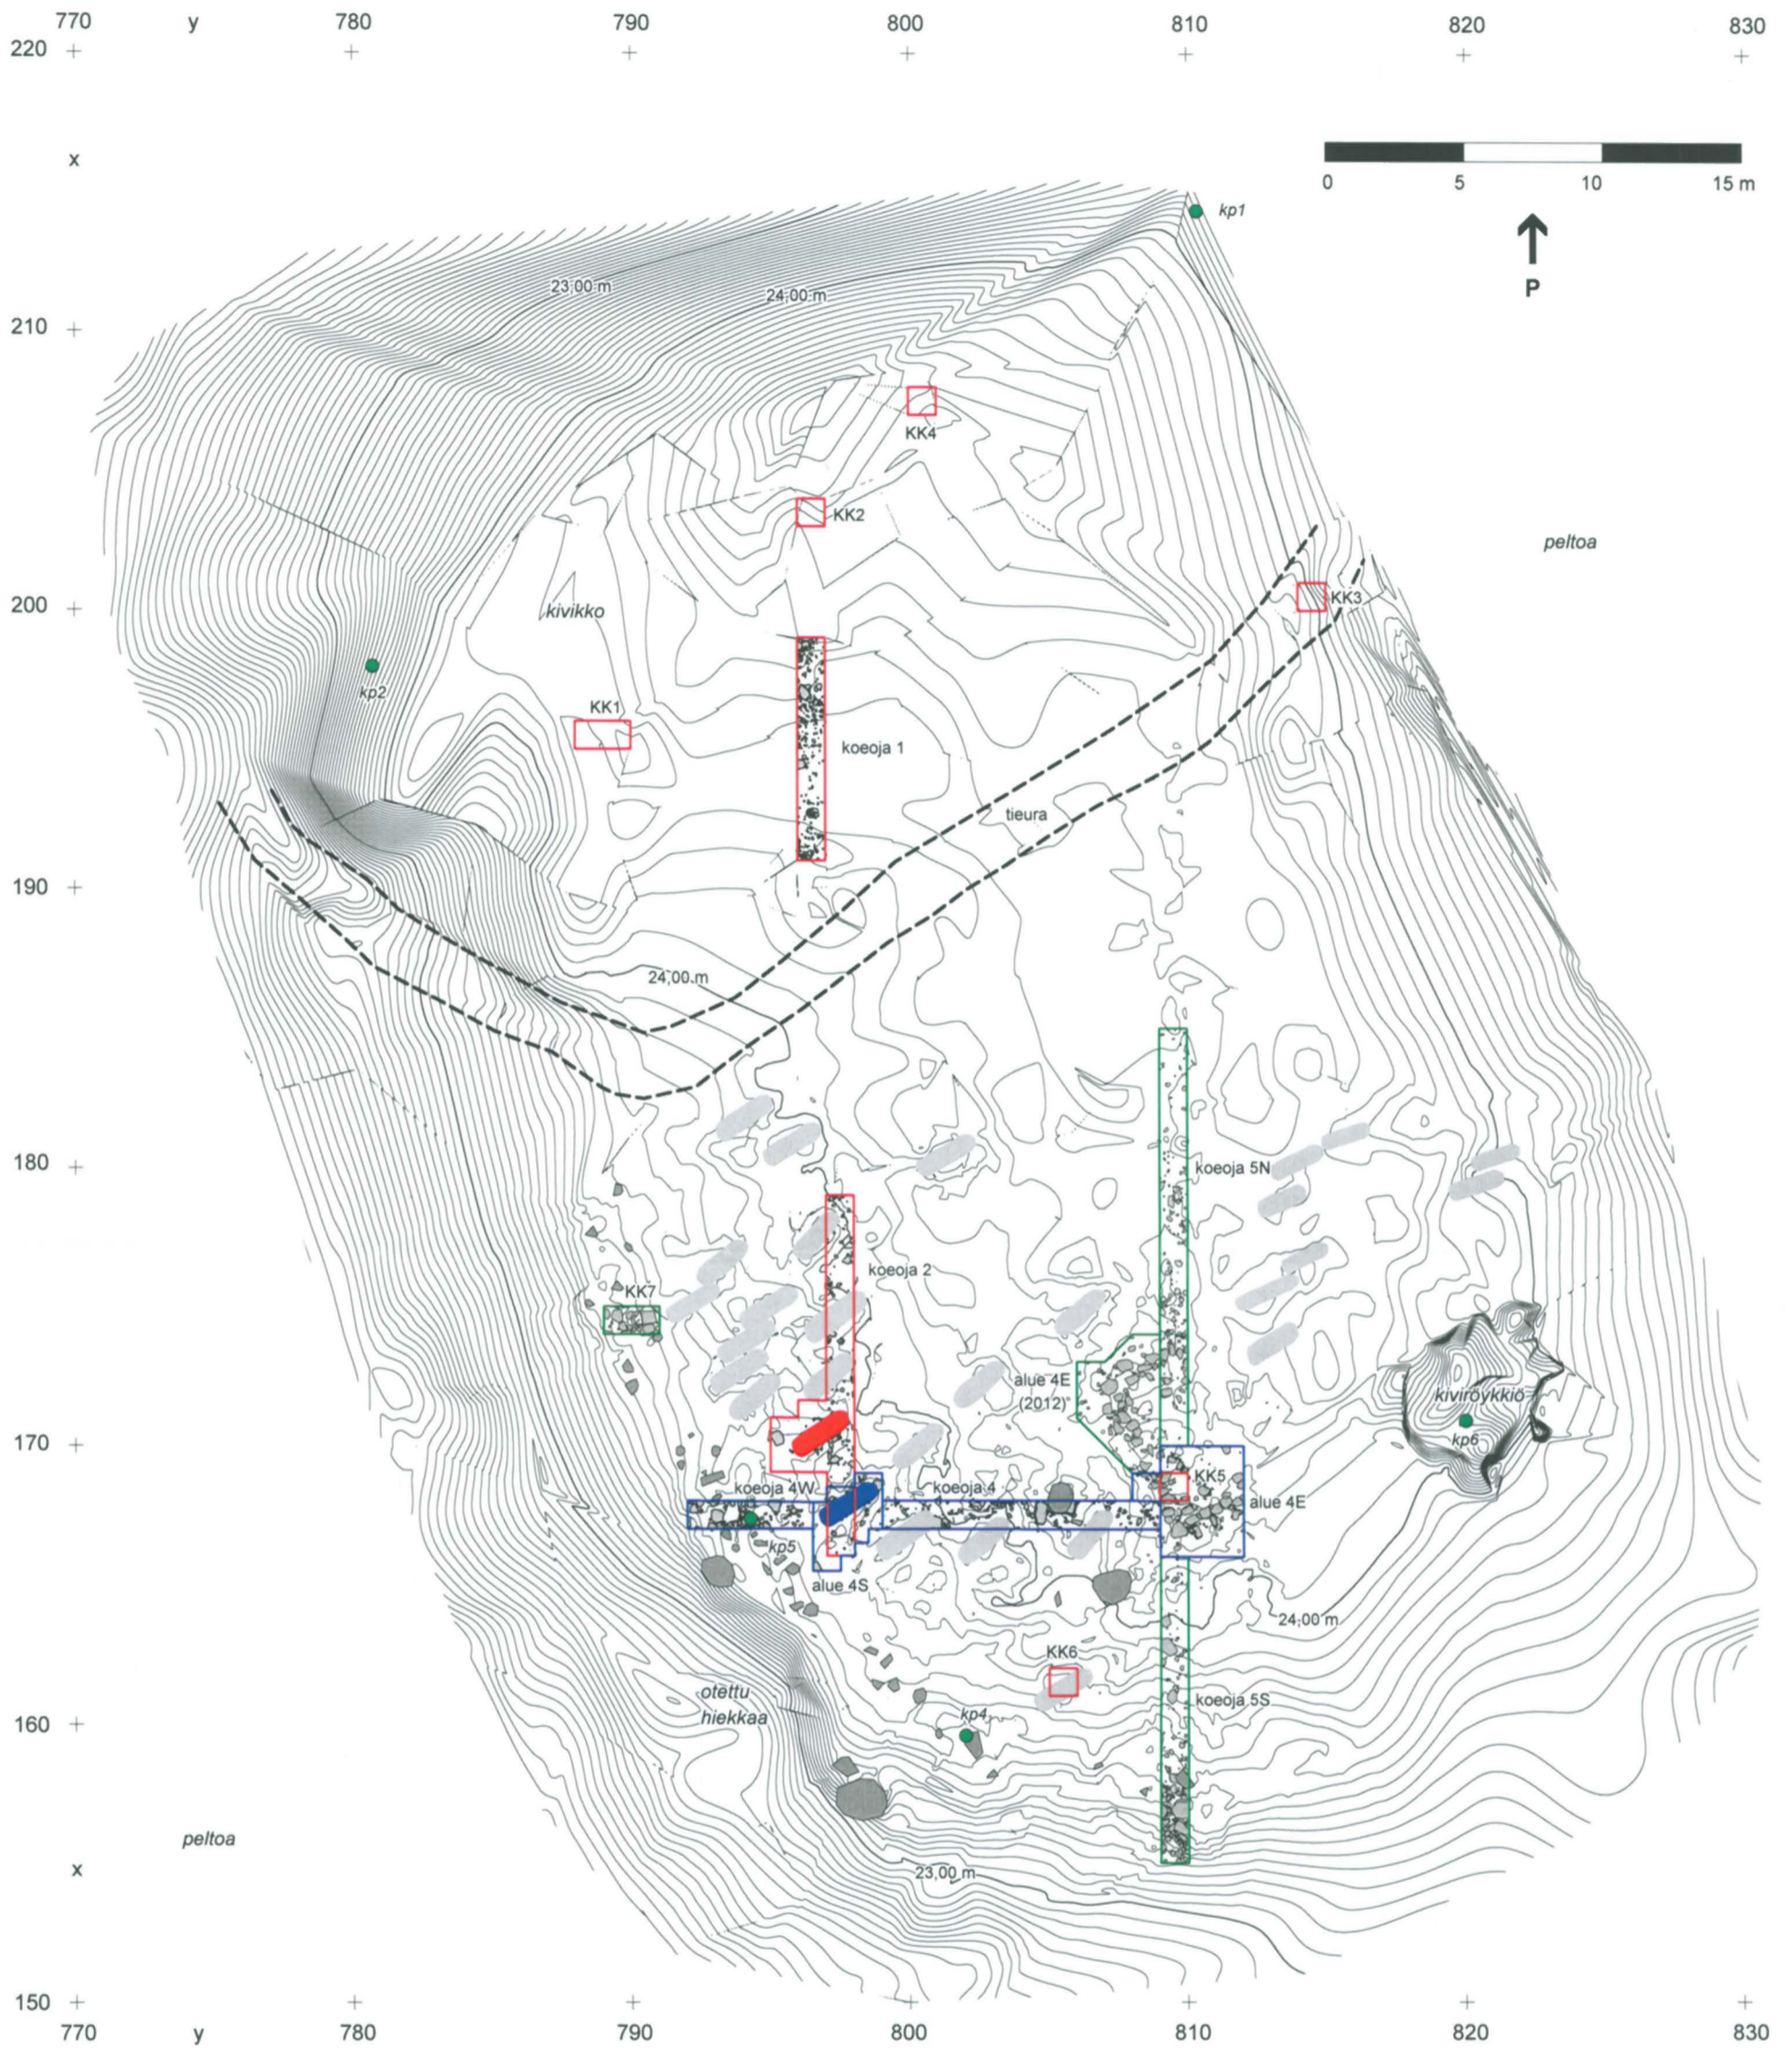 770 y 780 790 800 810 820 830
220
x
0 5 10 15 m
kp1
P
23,00 m
24,00 m
210
KK4
KK2
peltoa
200
kivikko
KK3
kp2
KK1
koeoja 1
tieura
190
24,00 m
180
koeoja 5N
koeoja 2
KK7
alue 4E
(2012)
kiviröykkiö
kp6
170
koeoja 4W
koeoja 4
KK5
alue 4E
kp5
alue 4S
24,00 m
KK6
otettu
hiekkaa
koeoja 5S
kp4
160
peltoa
x
23,00 m
150
770 y 780 790 800 810 820 830